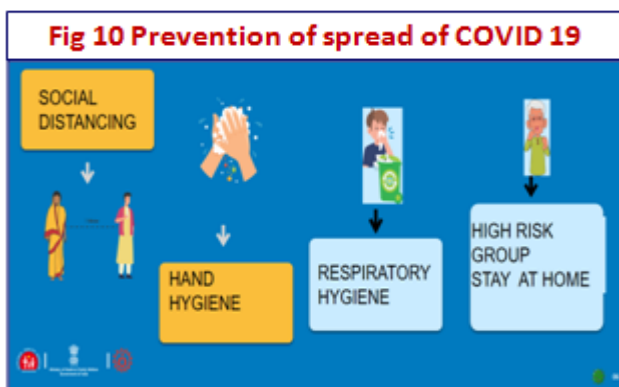 Fig 10 Prevention of spread of COVID 19
SOCIAL
DISTANCING
HAND
HYGIENE
RESPIRATORY
HYGIENE
HIGH RISK
GROUP
STAY AT HOME